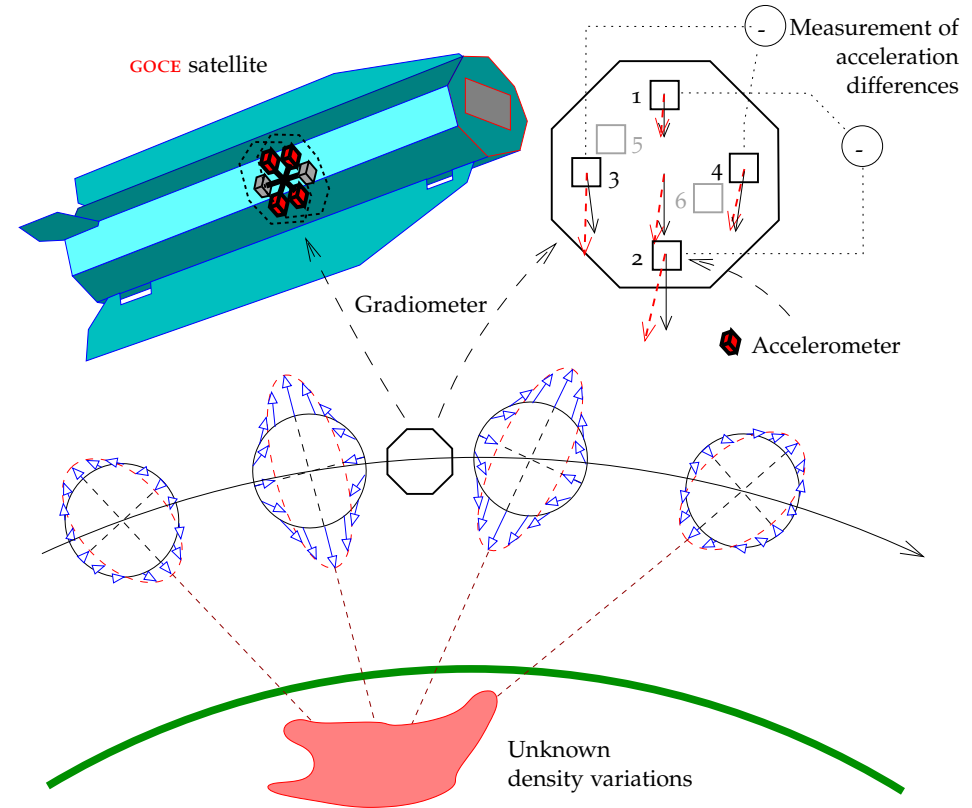 GOCE satellite
Measurement of
acceleration
differences
-
-
1
5
3
4
6
2
Gradiometer
Accelerometer
Unknown
density variations